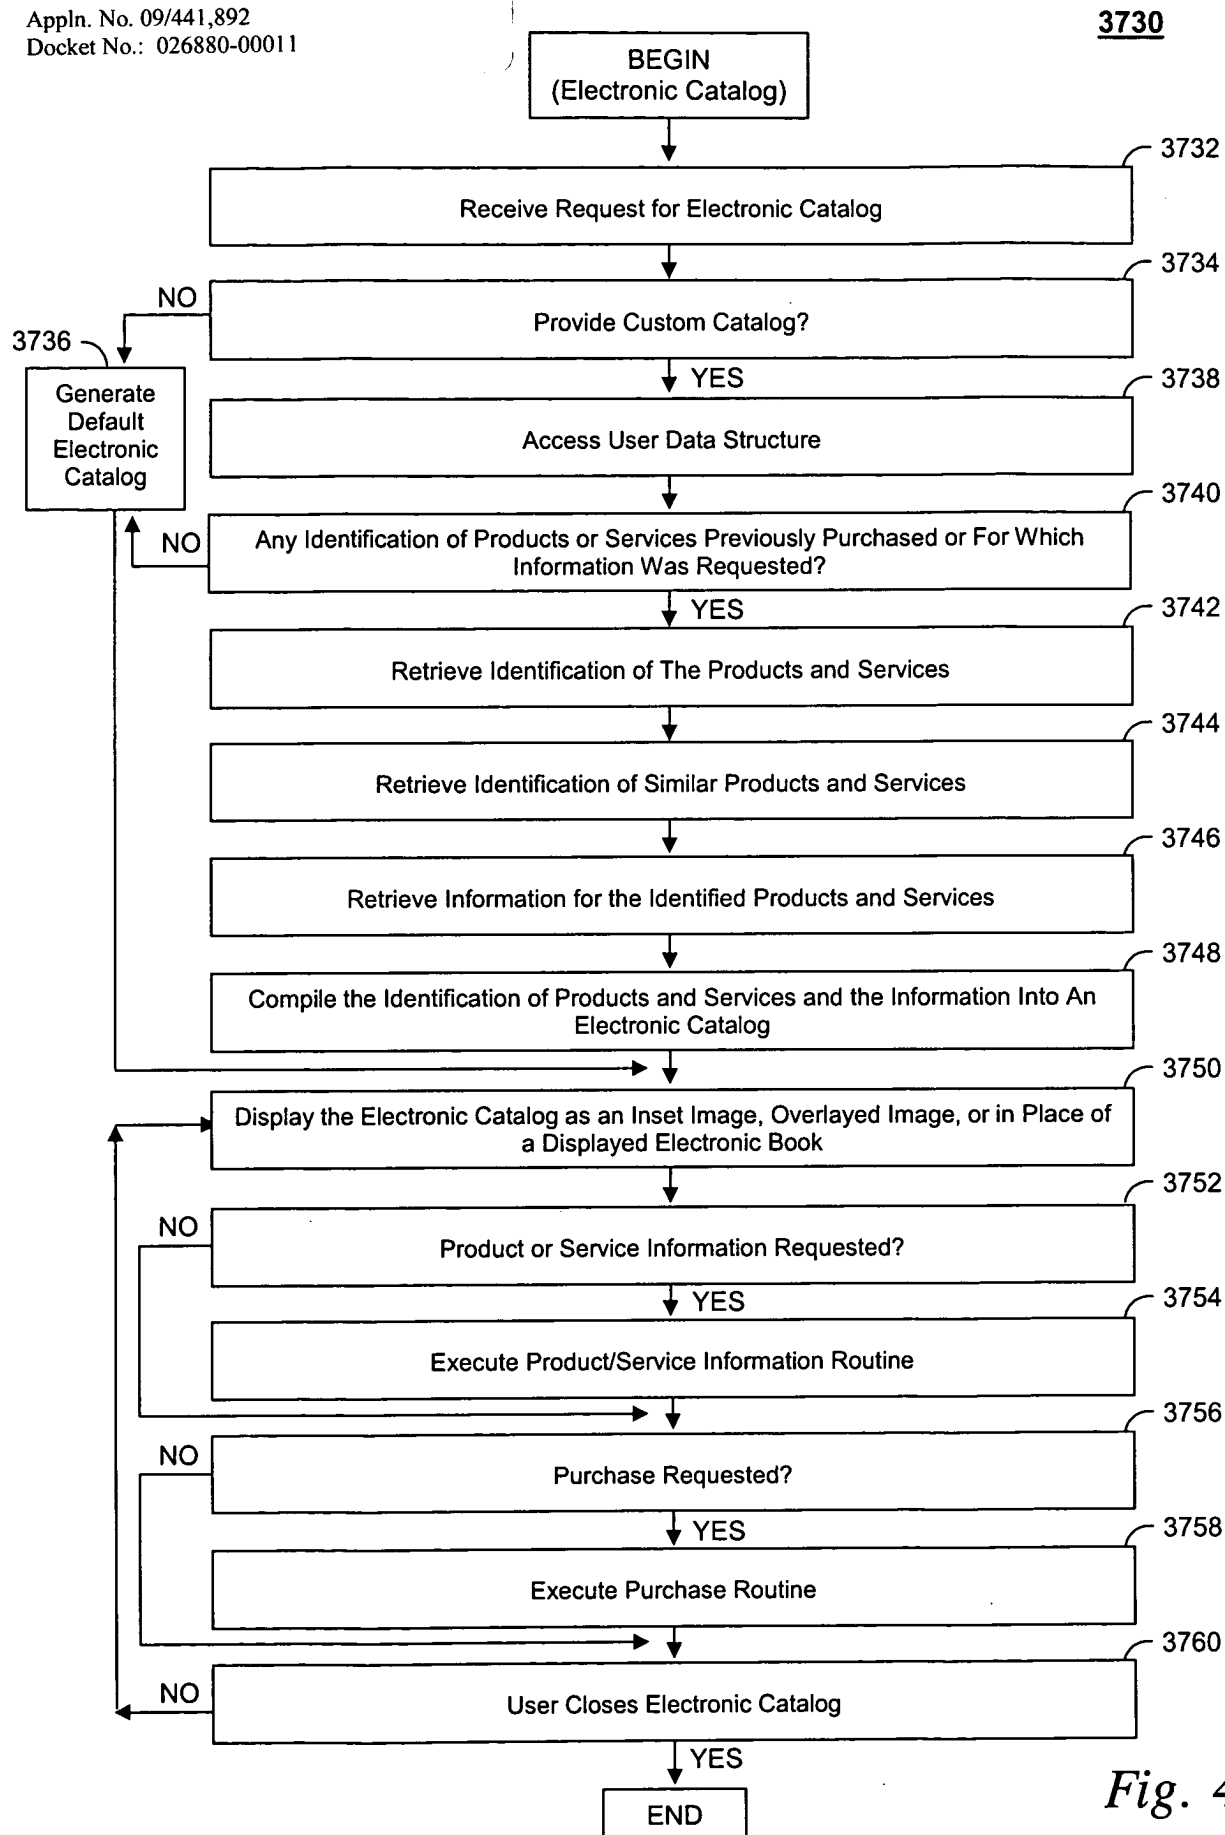 Appln. No. 09/441,892
Docket No.: 026880-00011
3730
BEGIN
(Electronic Catalog)
3732
Receive Request for Electronic Catalog
3734
NO
Provide Custom Catalog?
3736
YES
3738
Generate
Default
Electronic
Catalog
Access User Data Structure
3740
NO
Any Identification of Products or Services Previously Purchased or For Which
Information Was Requested?
YES
3742
Retrieve Identification of The Products and Services
3744
Retrieve Identification of Similar Products and Services
3746
Retrieve Information for the Identified Products and Services
3748
Compile the Identification of Products and Services and the Information Into An
Electronic Catalog
3750
Display the Electronic Catalog as an Inset Image, Overlayed Image, or in Place of
a Displayed Electronic Book
3752
NO
Product or Service Information Requested?
YES
3754
Execute Product/Service Information Routine
3756
NO
Purchase Requested?
YES
3758
Execute Purchase Routine
3760
NO
User Closes Electronic Catalog
YES
END
Fig.